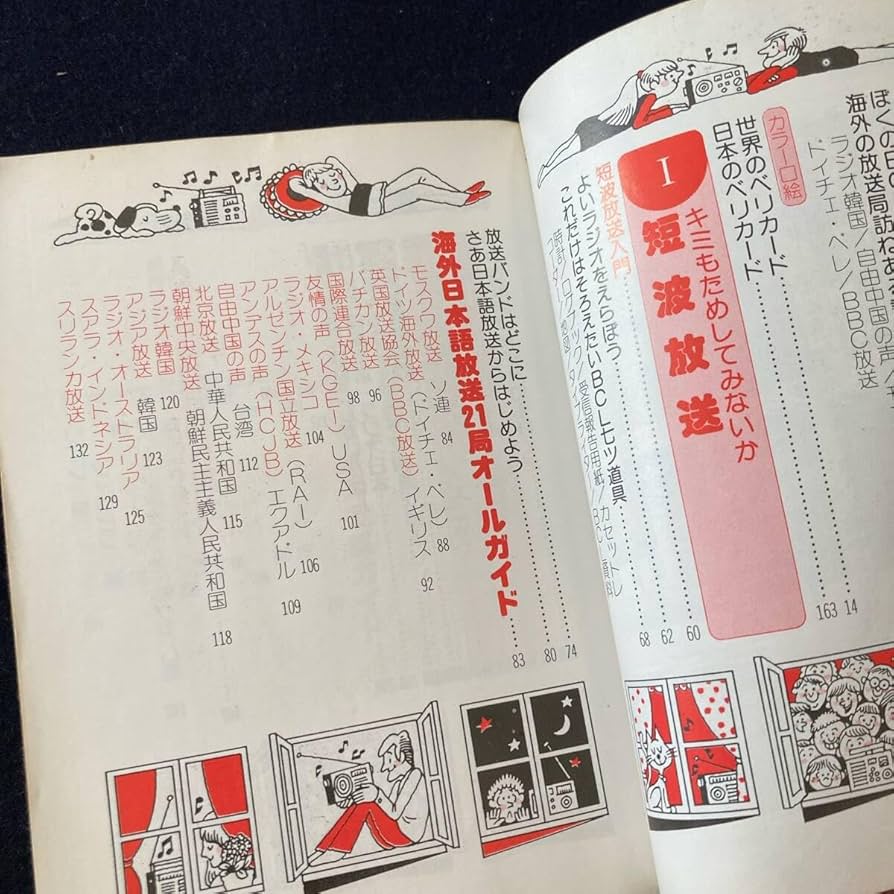 海外の放送局訪ねあ
ラジオ韓国/自由中国の声/
ドイチェ・ベレ/BBC放送
カラー口絵
世界のベリカード 14
日本のベリカード 163
I
キミもためしてみないか
短波放送
短波放送入門 60
よいラジオをえらぼう 62
これだけはそろえたいBCL七ツ道具 68
受信報告用紙/カセットレ
放送バンドはどこに 74
さあ日本語放送からはじめよう 80
海外日本語放送21局オールガイド 83
モスクワ放送 ソ連 84
ドイツ海外放送(ドイチェ・ベレ) 88
英国放送協会(BBC放送)イギリス 92
バチカン放送 96
国際連合放送 98
友情の声(KGEI)USA 101
ラジオ・メキシコ 104
アルゼンチン国立放送(RAI) 106
アンデスの声(HCJB)エクアドル 109
自由中国の声 台湾 112
北京放送 中華人民共和国 115
朝鮮中央放送 朝鮮民主主義人民共和国 118
ラジオ韓国 120
アジア放送 韓国 123
ラジオ・オーストラリア 125
スアラ・インドネシア 129
スリランカ放送 132